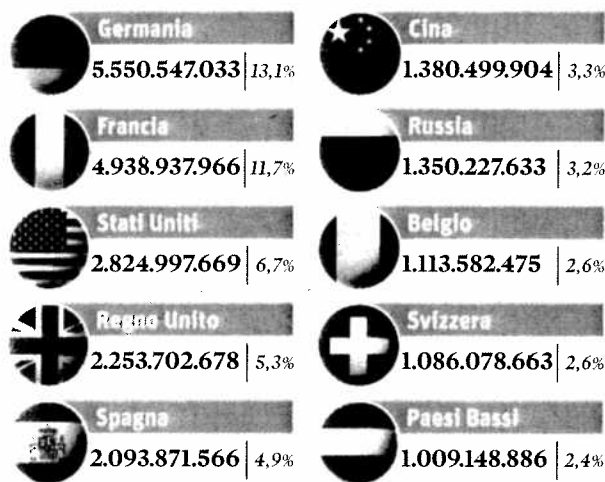 Germania
5.550.547.033 13,1%
Francia
4.938.937.966 11,7%
Stati Uniti
2.824.997.669 6,7%
Regno Unito
2.253.702.678 5,3%
Spagna
2.093.871.566 4,9%
Cina
1.380.499.904 3,3%
Russia
1.350.227.633 3,2%
Belgio
1.113.582.475 2,6%
Svizzera
1.086.078.663 2,6%
Paesi Bassi
1.009.148.886 2,4%